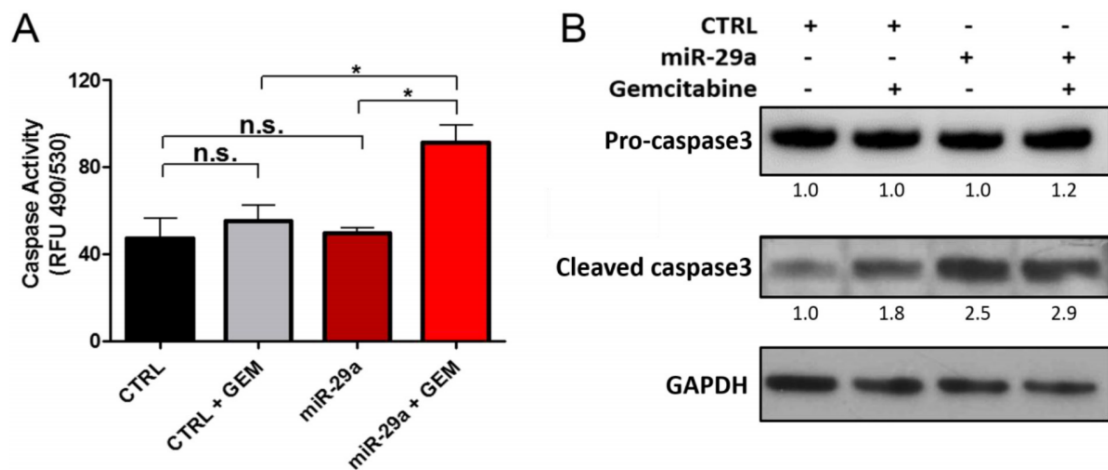 A
Caspase Activity
(RFU 490/530)
120
80
40
0
*
*
n.s.
n.s.
CTRL
CTRL + GEM
miR-29a
miR-29a + GEM
B
CTRL + + - -
miR-29a - - + +
Gemcitabine - + - +
Pro-caspase3
1.0 1.0 1.0 1.2
Cleaved caspase3
1.0 1.8 2.5 2.9
GAPDH